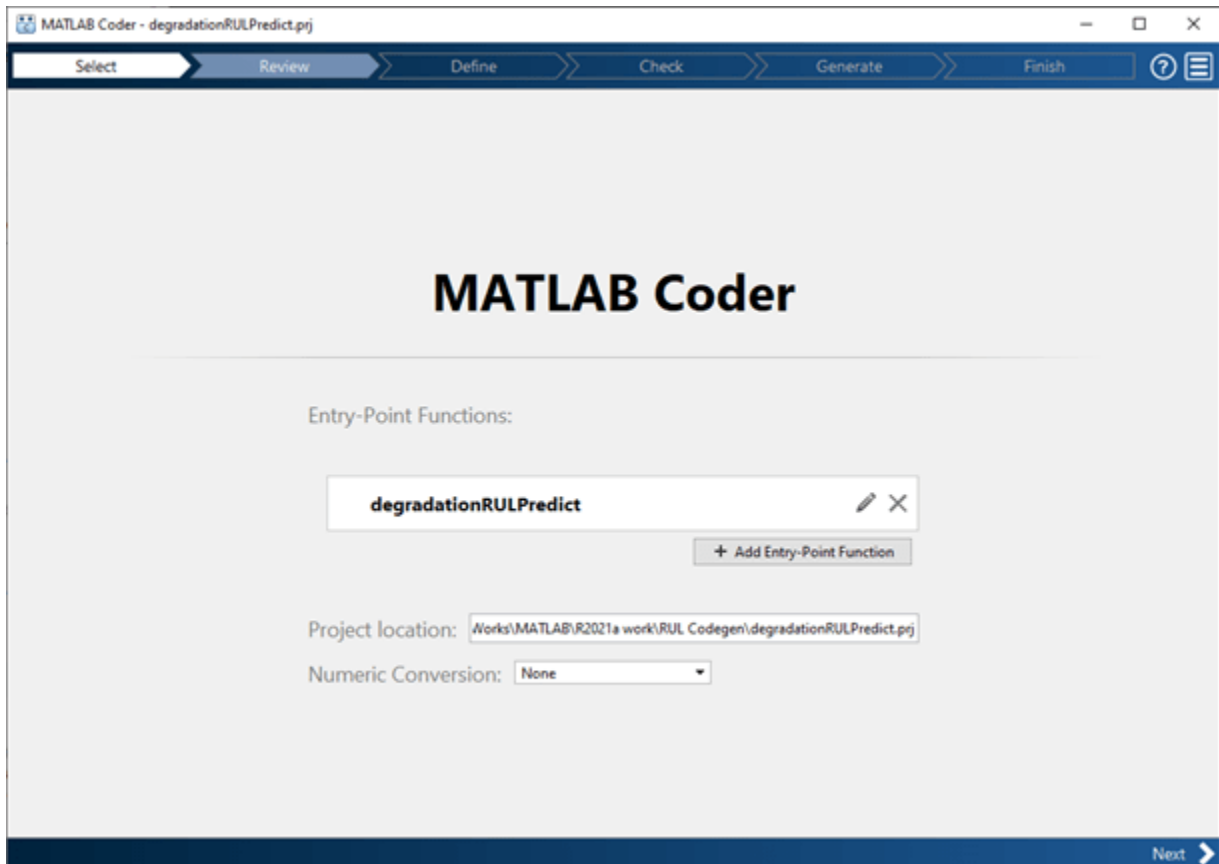 MATLAB Coder - degradationRULPredict.prj
Select Review Define Check Generate Finish ?
MATLAB Coder
Entry-Point Functions:
degradationRULPredict
+ Add Entry-Point Function
Project location: Works\MATLAB\R2021a work\RUL Codegen\degradationRULPredict.prj
Numeric Conversion: None
Next